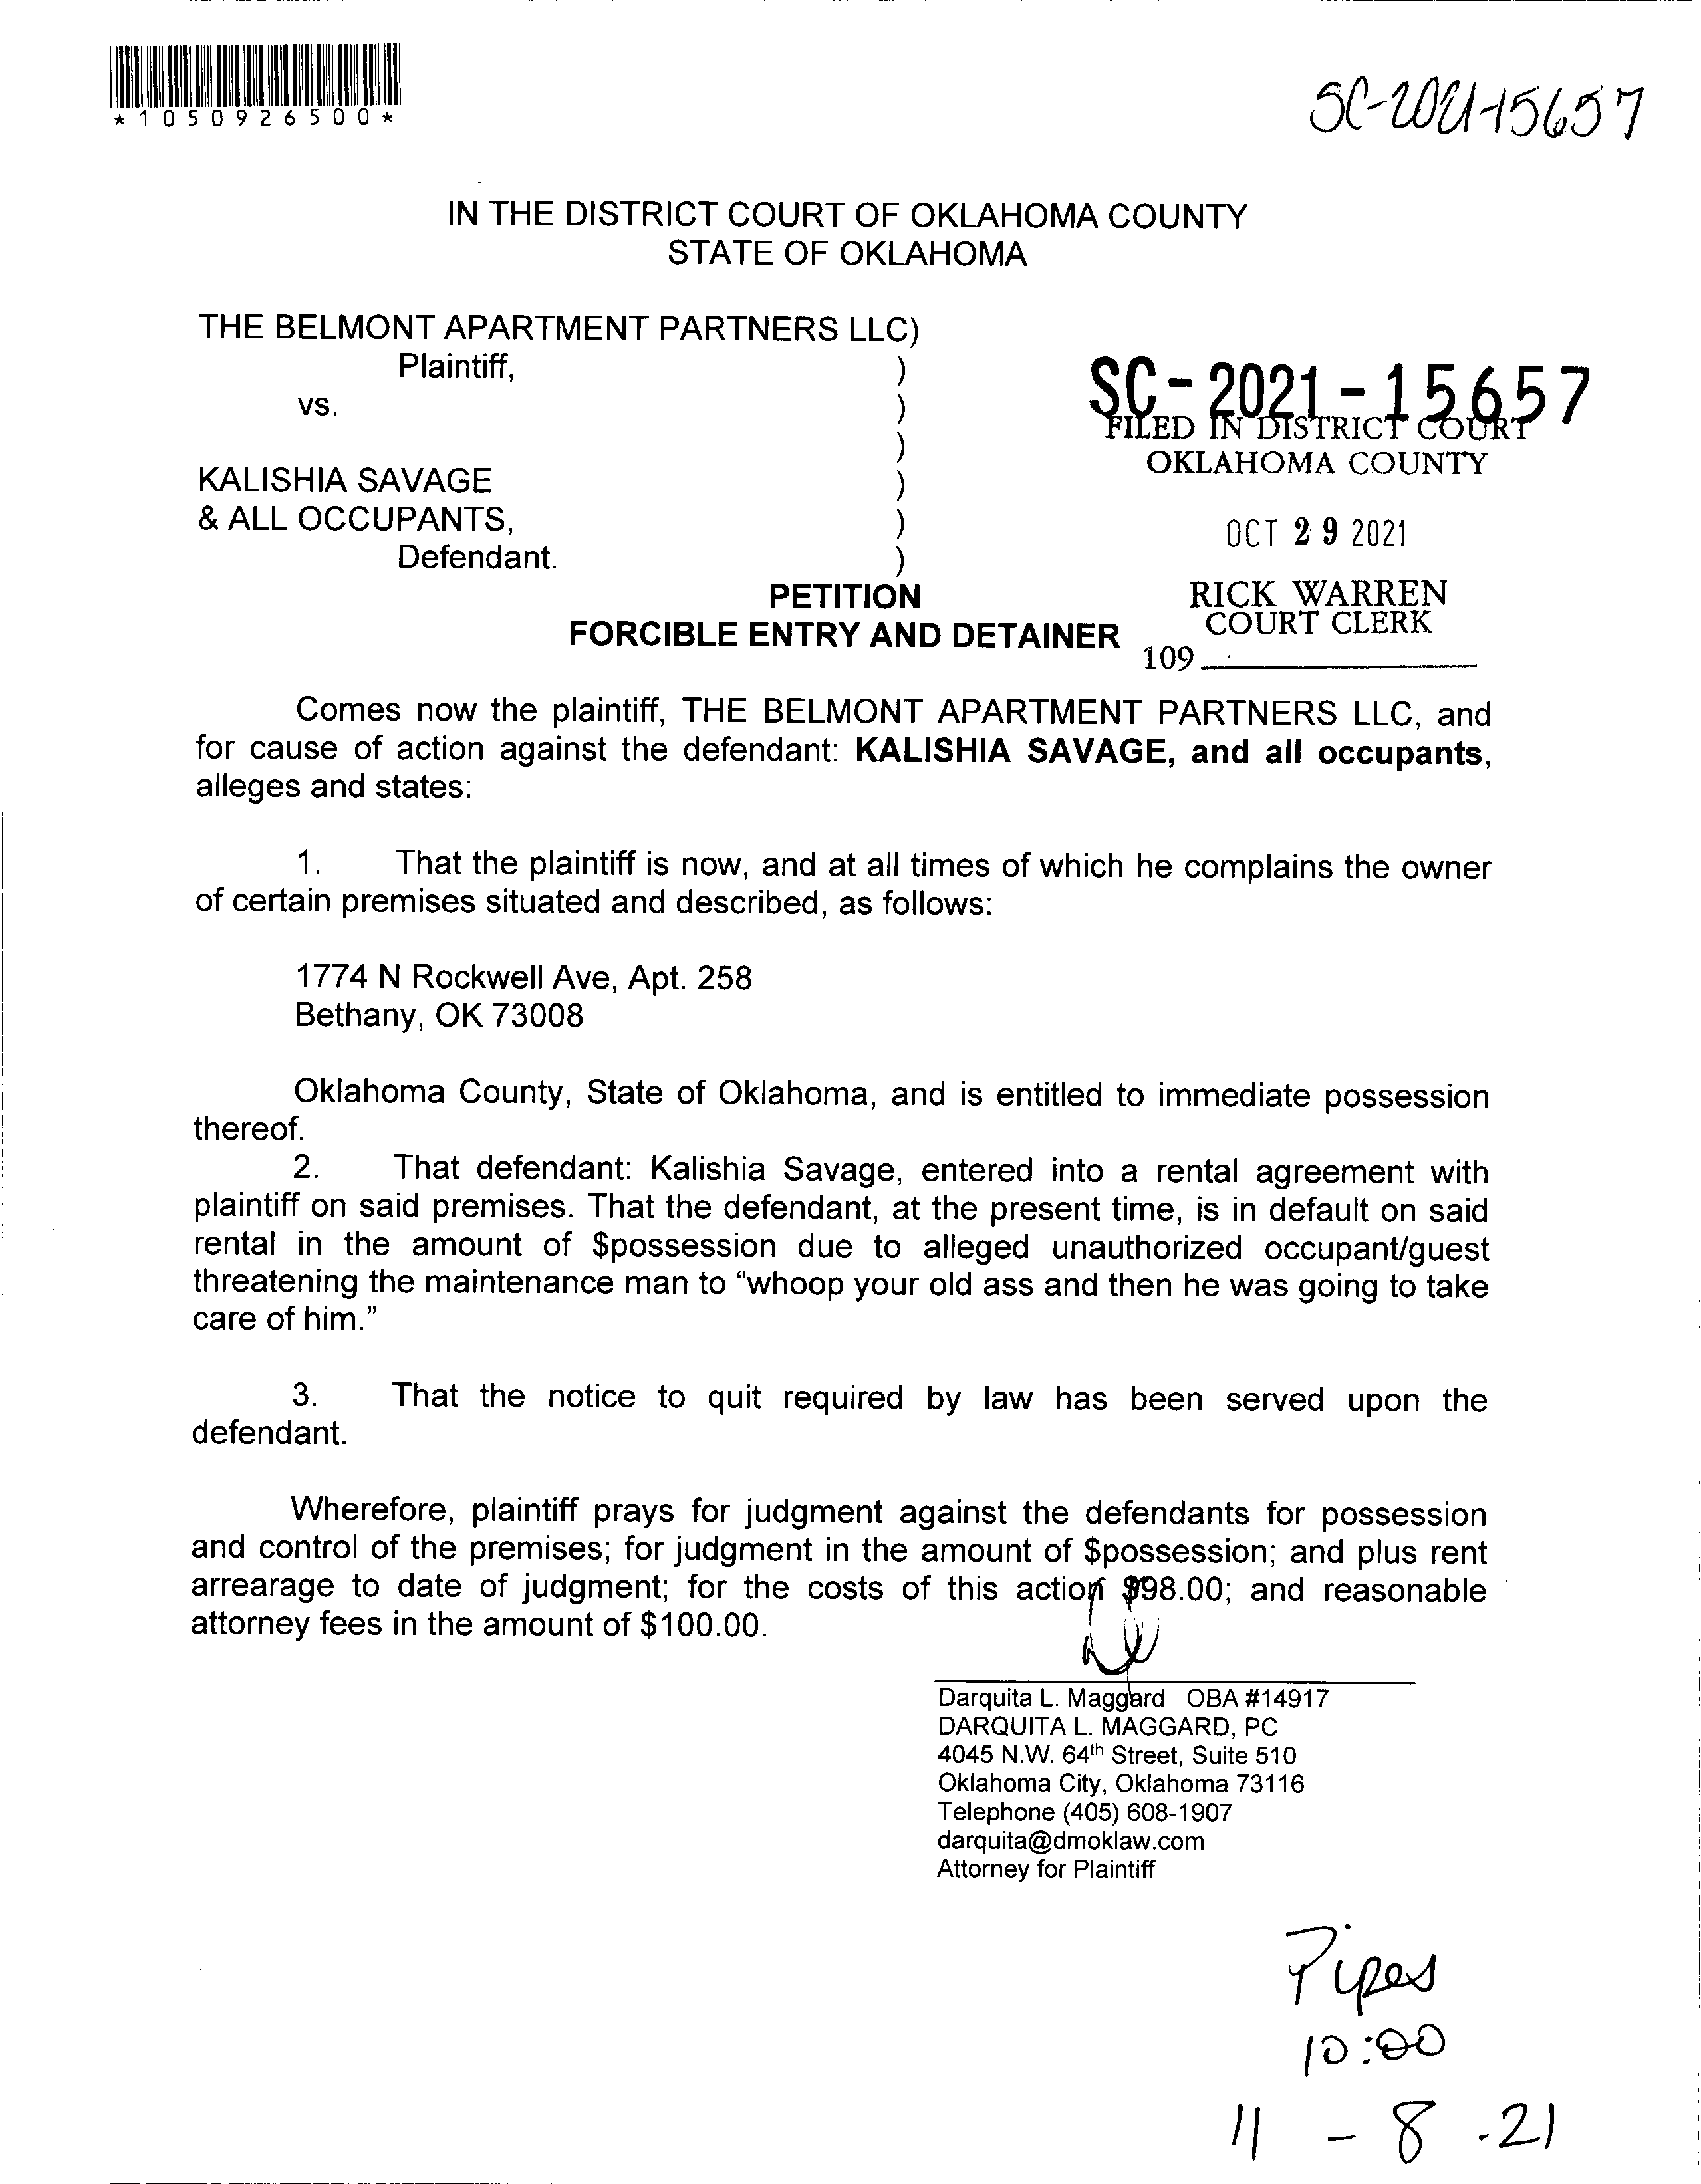 *1050926500*
SC-2021-15657
IN THE DISTRICT COURT OF OKLAHOMA COUNTY
STATE OF OKLAHOMA
THE BELMONT APARTMENT PARTNERS LLC)
Plaintiff, )
vs. )
)
KALISHIA SAVAGE )
& ALL OCCUPANTS, )
Defendant. )
SC-2021-15657
FILED IN DISTRICT COURT
OKLAHOMA COUNTY
OCT 29 2021
RICK WARREN
COURT CLERK
109
PETITION
FORCIBLE ENTRY AND DETAINER
Comes now the plaintiff, THE BELMONT APARTMENT PARTNERS LLC, and
for cause of action against the defendant: KALISHIA SAVAGE, and all occupants,
alleges and states:
1. That the plaintiff is now, and at all times of which he complains the owner
of certain premises situated and described, as follows:
1774 N Rockwell Ave, Apt. 258
Bethany, OK 73008
Oklahoma County, State of Oklahoma, and is entitled to immediate possession
thereof.
2. That defendant: Kalishia Savage, entered into a rental agreement with
plaintiff on said premises. That the defendant, at the present time, is in default on said
rental in the amount of $possession due to alleged unauthorized occupant/guest
threatening the maintenance man to “whoop your old ass and then he was going to take
care of him.”
3. That the notice to quit required by law has been served upon the
defendant.
Wherefore, plaintiff prays for judgment against the defendants for possession
and control of the premises; for judgment in the amount of $possession; and plus rent
arrearage to date of judgment; for the costs of this action $98.00; and reasonable
attorney fees in the amount of $100.00.
Darquita L. Maggard OBA #14917
DARQUITA L. MAGGARD, PC
4045 N.W. 64th Street, Suite 510
Oklahoma City, Oklahoma 73116
Telephone (405) 608-1907
darquita@dmoklaw.com
Attorney for Plaintiff
Pipes
10:00
11-8-21